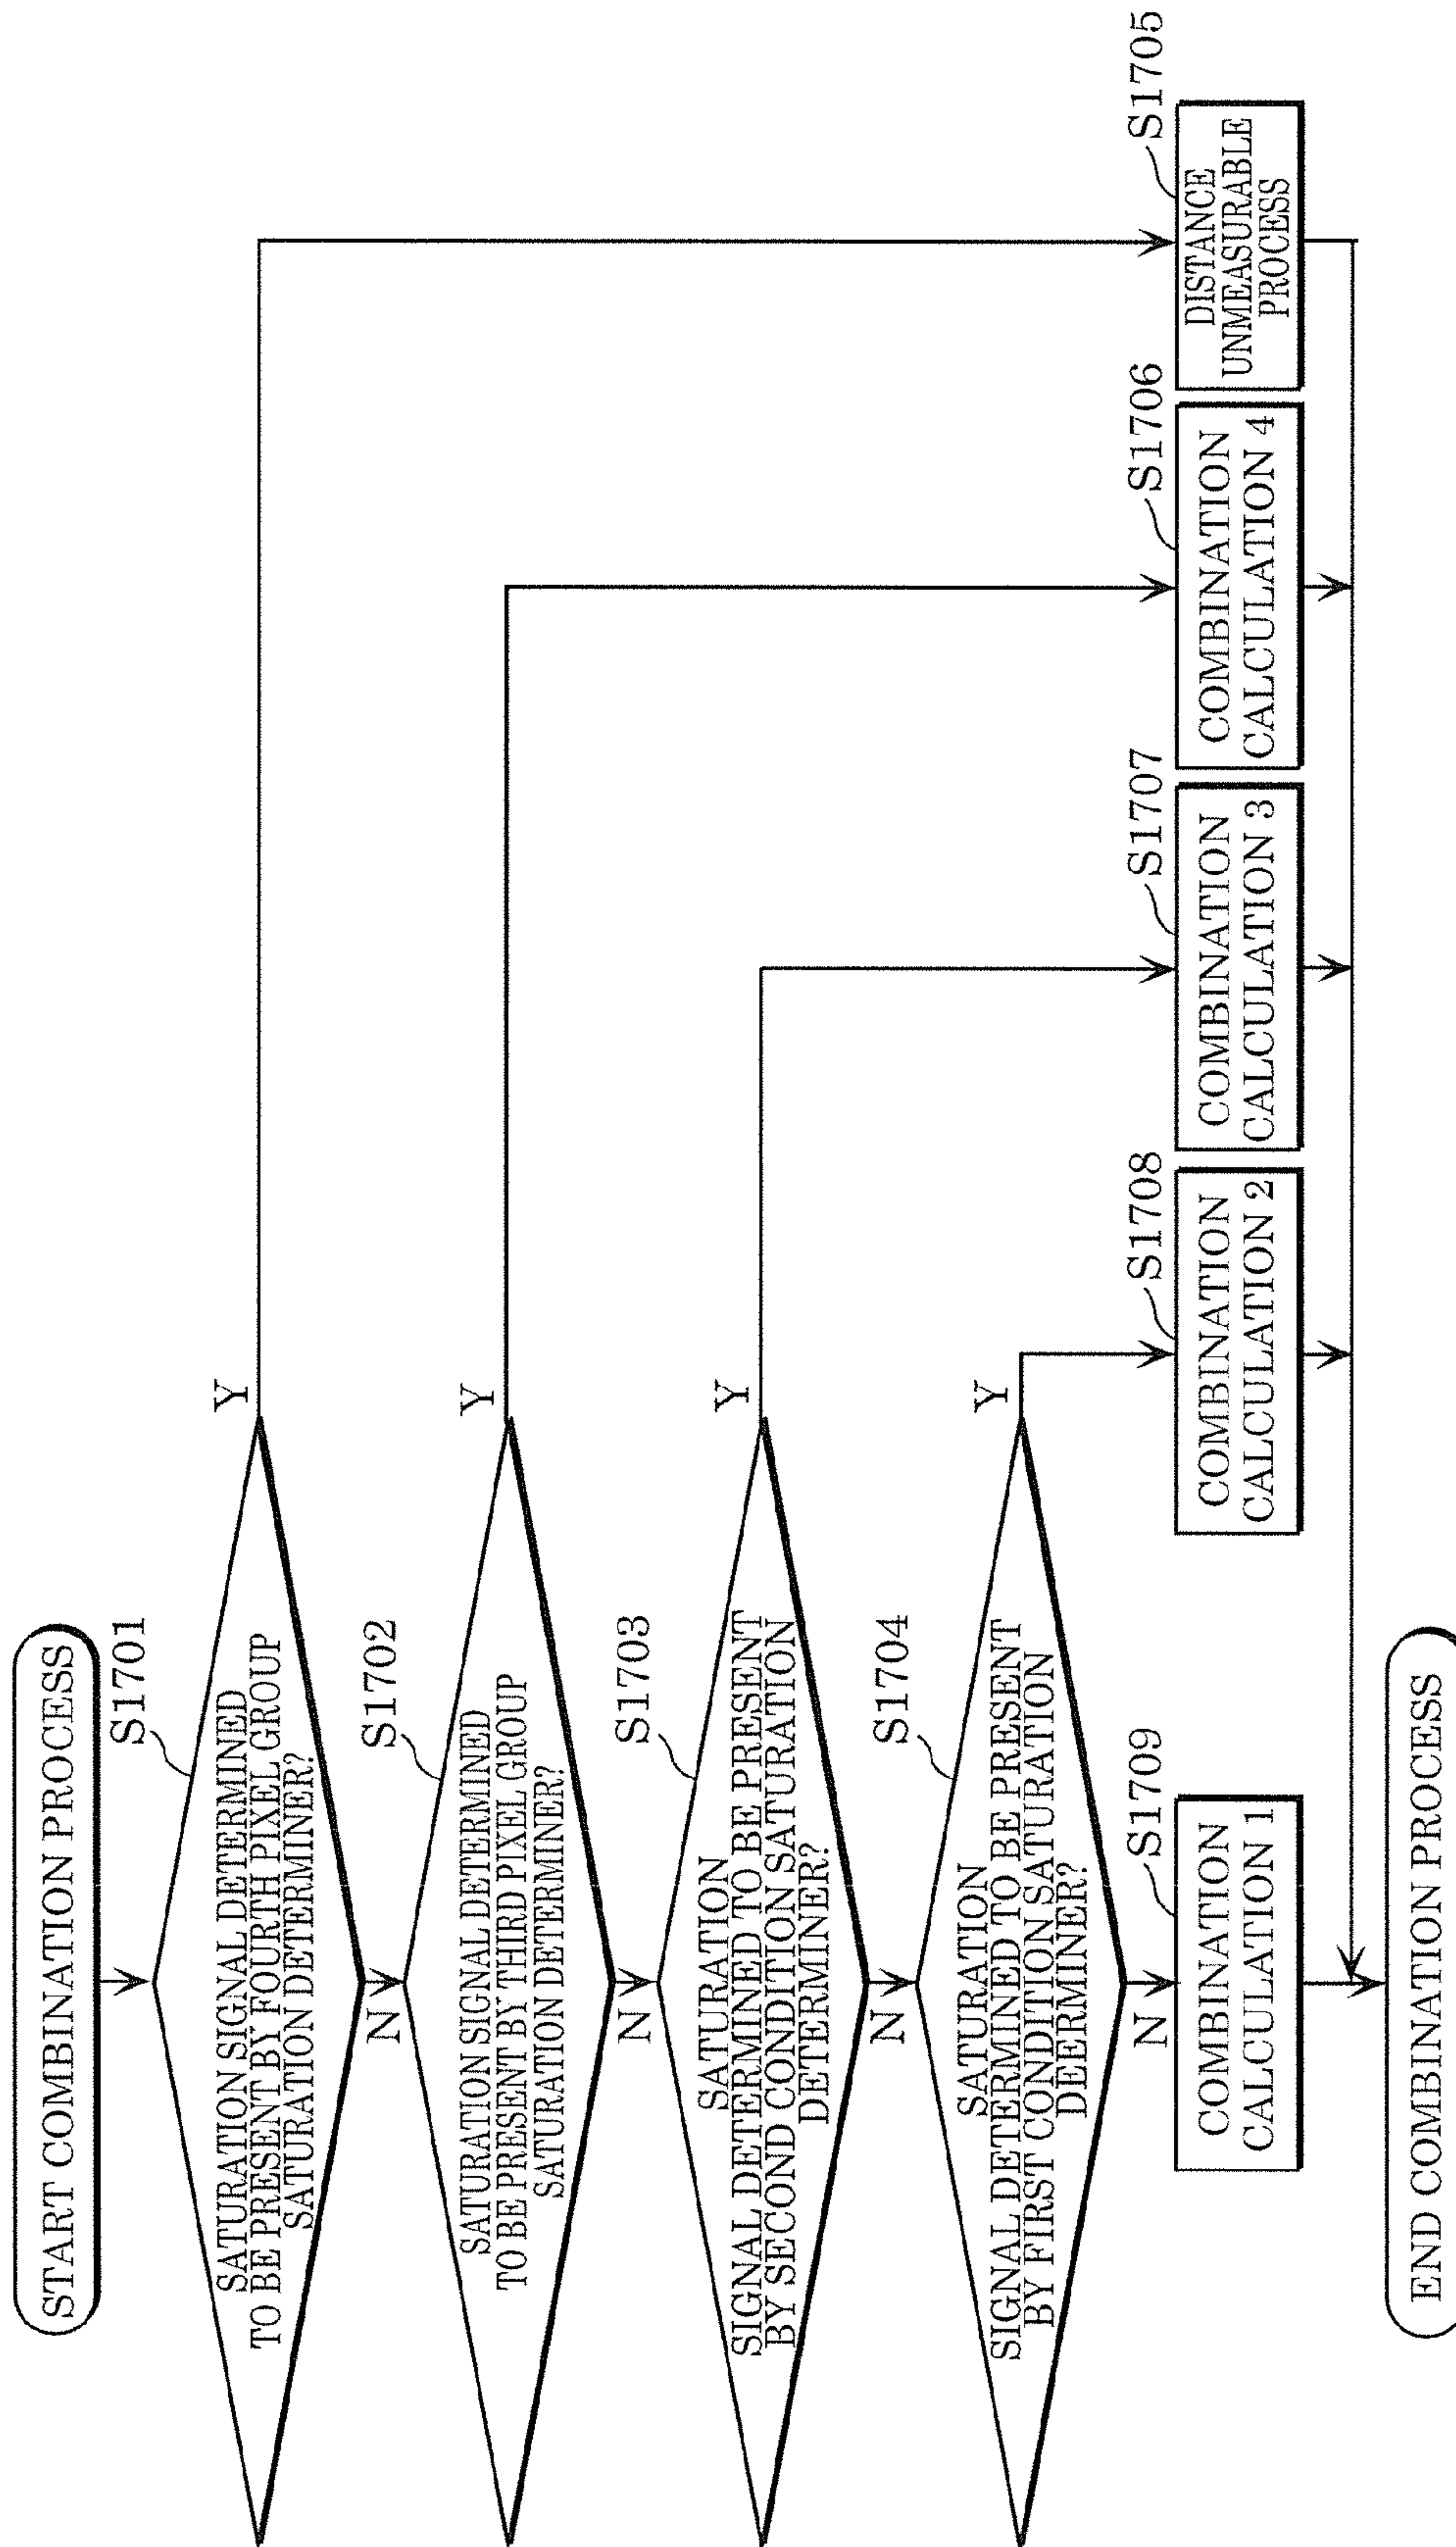 START COMBINATION PROCESS
S1701
SATURATION SIGNAL DETERMINED
TO BE PRESENT BY FOURTH PIXEL GROUP
SATURATION DETERMINER?
Y
N
S1702
SATURATION SIGNAL DETERMINED
TO BE PRESENT BY THIRD PIXEL GROUP
SATURATION DETERMINER?
Y
N
S1703
SATURATION
SIGNAL DETERMINED TO BE PRESENT
BY SECOND CONDITION SATURATION
DETERMINER?
Y
N
S1704
SATURATION
SIGNAL DETERMINED TO BE PRESENT
BY FIRST CONDITION SATURATION
DEERMINER?
Y
N
S1709
COMBINATION
CALCULATION 1
S1708
COMBINATION
CALCULATION 2
S1707
COMBINATION
CALCULATION 3
S1706
COMBINATION
CALCULATION 4
S1705
DISTANCE
UNMEASURABLE
PROCESS
END COMBINATION PROCESS